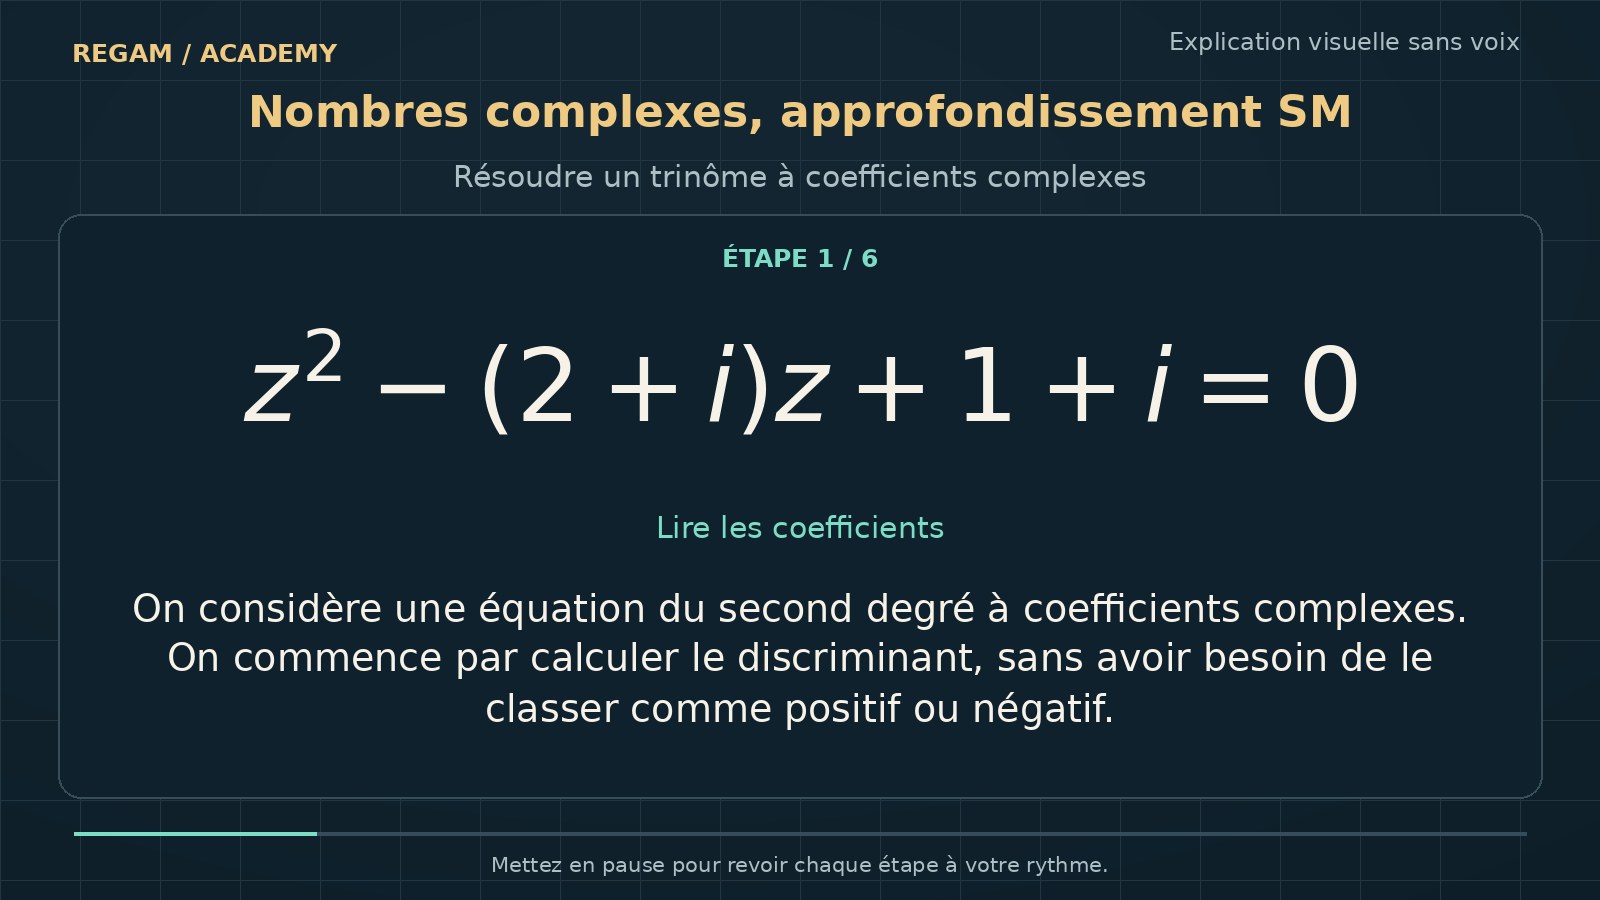 REGAM / ACADEMY
Explication visuelle sans voix
Nombres complexes, approfondissement SM
Résoudre un trinôme à coefficients complexes
ÉTAPE 1 / 6
z² − (2 + i)z + 1 + i = 0
Lire les coefficients
On considère une équation du second degré à coefficients complexes.
On commence par calculer le discriminant, sans avoir besoin de le
classer comme positif ou négatif.
Mettez en pause pour revoir chaque étape à votre rythme.